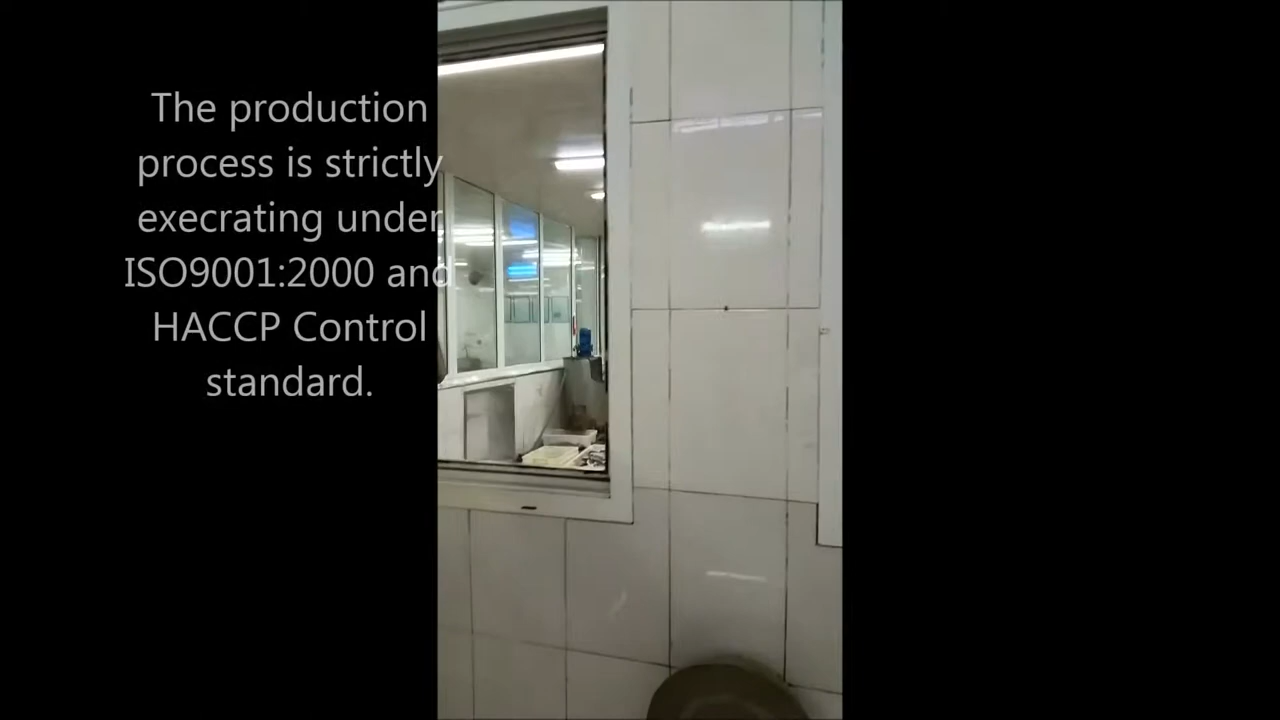 The production
process is strictly
execrating under
ISO9001:2000 and
HACCP Control
standard.